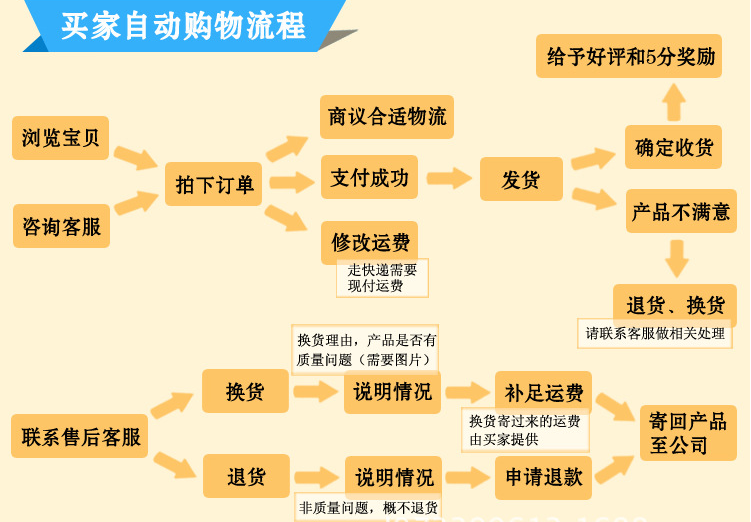 买家自动购物流程
给予好评和5分奖励
浏览宝贝
咨询客服
拍下订单
商议合适物流
支付成功
修改运费
走快递需要
现付运费
发货
确定收货
产品不满意
退货、换货
请联系客服做相关处理
联系售后客服
换货
换货理由，产品是否有
质量问题（需要图片）
说明情况
补足运费
换货寄过来的运费
由买家提供
退货
说明情况
非质量问题，概不退货
申请退款
寄回产品
至公司